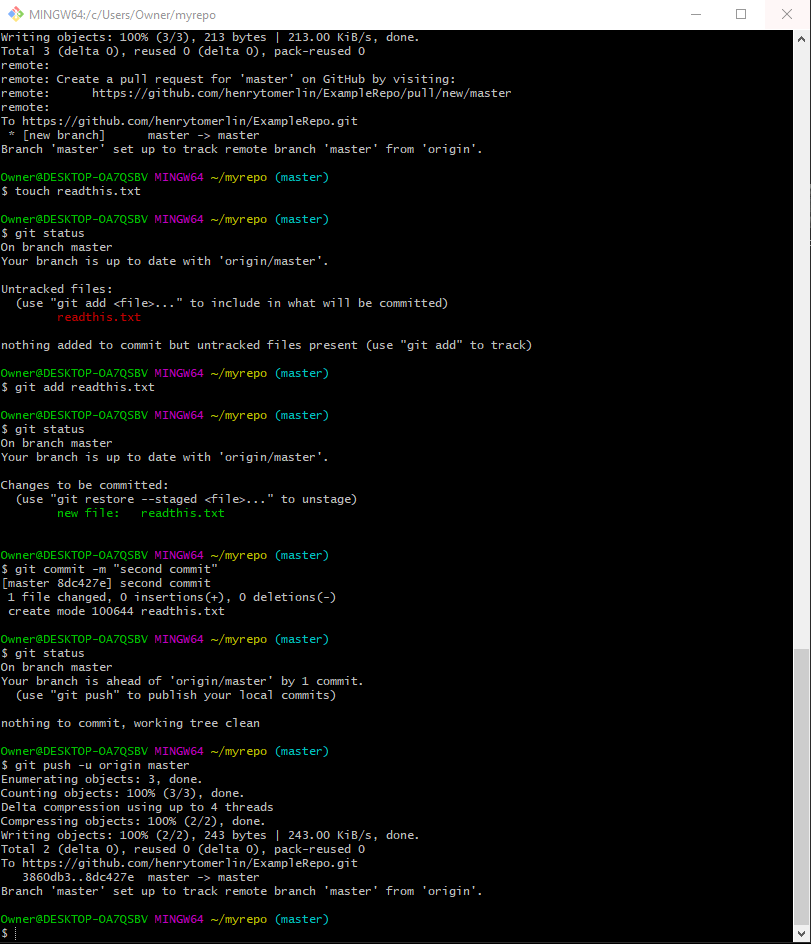 MINGW64:/c/Users/Owner/myrepo
Writing objects: 100% (3/3), 213 bytes | 213.00 KiB/s, done.
Total 3 (delta 0), reused 0 (delta 0), pack-reused 0
remote:
remote: Create a pull request for 'master' on GitHub by visiting:
remote:      https://github.com/henrytomerlin/ExampleRepo/pull/new/master
remote:
To https://github.com/henrytomerlin/ExampleRepo.git
 * [new branch]      master -> master
Branch 'master' set up to track remote branch 'master' from 'origin'.

Owner@DESKTOP-OA7QSBV MINGW64 ~/myrepo (master)
$ touch readthis.txt

Owner@DESKTOP-OA7QSBV MINGW64 ~/myrepo (master)
$ git status
On branch master
Your branch is up to date with 'origin/master'.

Untracked files:
  (use "git add <file>..." to include in what will be committed)
        readthis.txt

nothing added to commit but untracked files present (use "git add" to track)

Owner@DESKTOP-OA7QSBV MINGW64 ~/myrepo (master)
$ git add readthis.txt

Owner@DESKTOP-OA7QSBV MINGW64 ~/myrepo (master)
$ git status
On branch master
Your branch is up to date with 'origin/master'.

Changes to be committed:
  (use "git restore --staged <file>..." to unstage)
        new file:   readthis.txt

Owner@DESKTOP-OA7QSBV MINGW64 ~/myrepo (master)
$ git commit -m "second commit"
[master 8dc427e] second commit
 1 file changed, 0 insertions(+), 0 deletions(-)
 create mode 100644 readthis.txt

Owner@DESKTOP-OA7QSBV MINGW64 ~/myrepo (master)
$ git status
On branch master
Your branch is ahead of 'origin/master' by 1 commit.
  (use "git push" to publish your local commits)

nothing to commit, working tree clean

Owner@DESKTOP-OA7QSBV MINGW64 ~/myrepo (master)
$ git push -u origin master
Enumerating objects: 3, done.
Counting objects: 100% (3/3), done.
Delta compression using up to 4 threads
Compressing objects: 100% (2/2), done.
Writing objects: 100% (2/2), 243 bytes | 243.00 KiB/s, done.
Total 2 (delta 0), reused 0 (delta 0), pack-reused 0
To https://github.com/henrytomerlin/ExampleRepo.git
   3860db3..8dc427e  master -> master
Branch 'master' set up to track remote branch 'master' from 'origin'.

Owner@DESKTOP-OA7QSBV MINGW64 ~/myrepo (master)
$